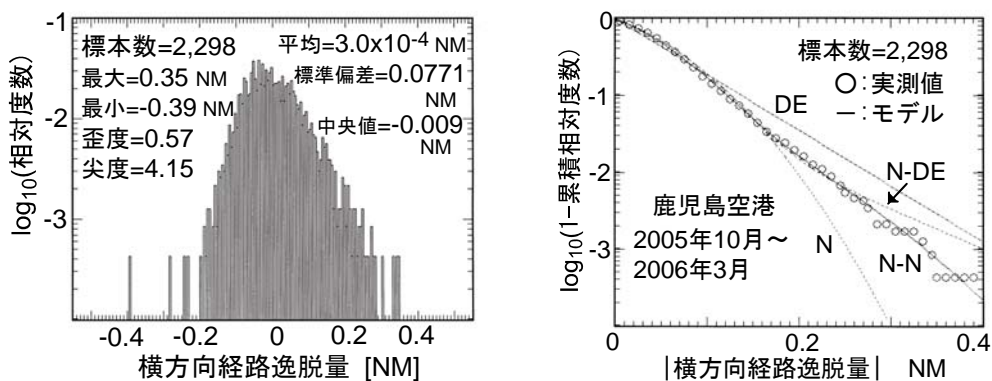 log₁₀(相対度数)
-1
-2
-3
標本数=2,298
最大=0.35 NM
最小=-0.39 NM
歪度=0.57
尖度=4.15
平均=3.0x10⁻⁴ NM
標準偏差=0.0771
NM
中央値=-0.009
NM
-0.4 -0.2 0 0.2 0.4
横方向経路逸脱量 [NM]
log₁₀(1−累積相対度数)
0
-1
-2
-3
標本数=2,298
○:実測値
—:モデル
DE
N-DE
鹿児島空港
2005年10月～
2006年3月
N
N-N
0 0.2 0.4
|横方向経路逸脱量| NM